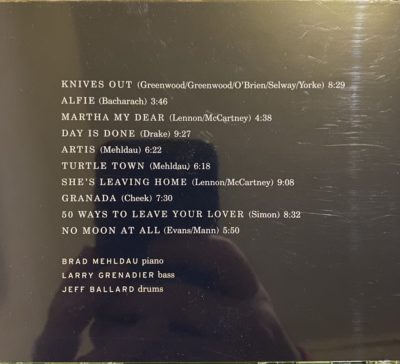 KNIVES OUT (Greenwood/Greenwood/O'Brien/Selway/Yorke) 8:29
ALFIE (Bacharach) 3:46
MARTHA MY DEAR (Lennon/McCartney) 4:38
DAY IS DONE (Drake) 9:27
ARTIS (Mehldau) 6:22
TURTLE TOWN (Mehldau) 6:18
SHE'S LEAVING HOME (Lennon/McCartney) 9:08
GRANADA (Cheek) 7:30
50 WAYS TO LEAVE YOUR LOVER (Simon) 8:32
NO MOON AT ALL (Evans/Mann) 5:50
BRAD MEHLDAU piano
LARRY GRENADIER bass
JEFF BALLARD drums